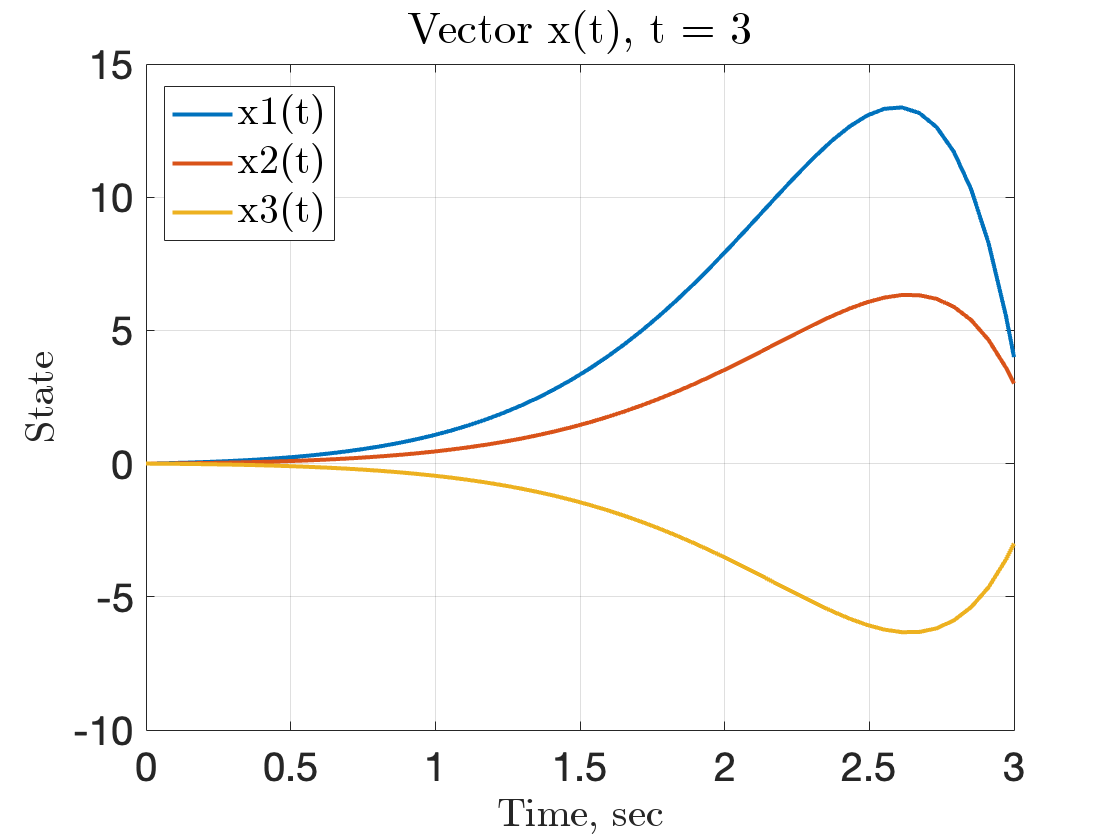 Vector x(t), t = 3
15
10
5
0
-5
-10
State
x1(t)
x2(t)
x3(t)
0 0.5 1 1.5 2 2.5 3
Time, sec